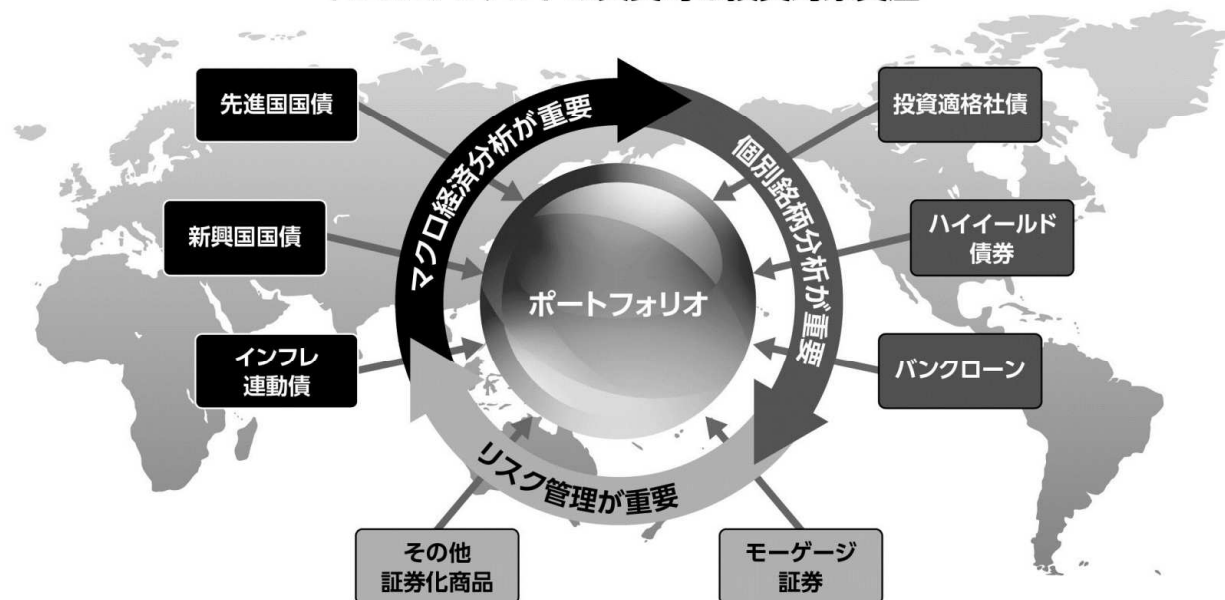 先進国国債
投資適格社債
マクロ経済分析が重要
個別銘柄分析が重要
新興国国債
ハイイールド
債券
ポートフォリオ
インフレ
連動債
バンクローン
リスク管理が重要
その他
証券化商品
モーゲージ
証券